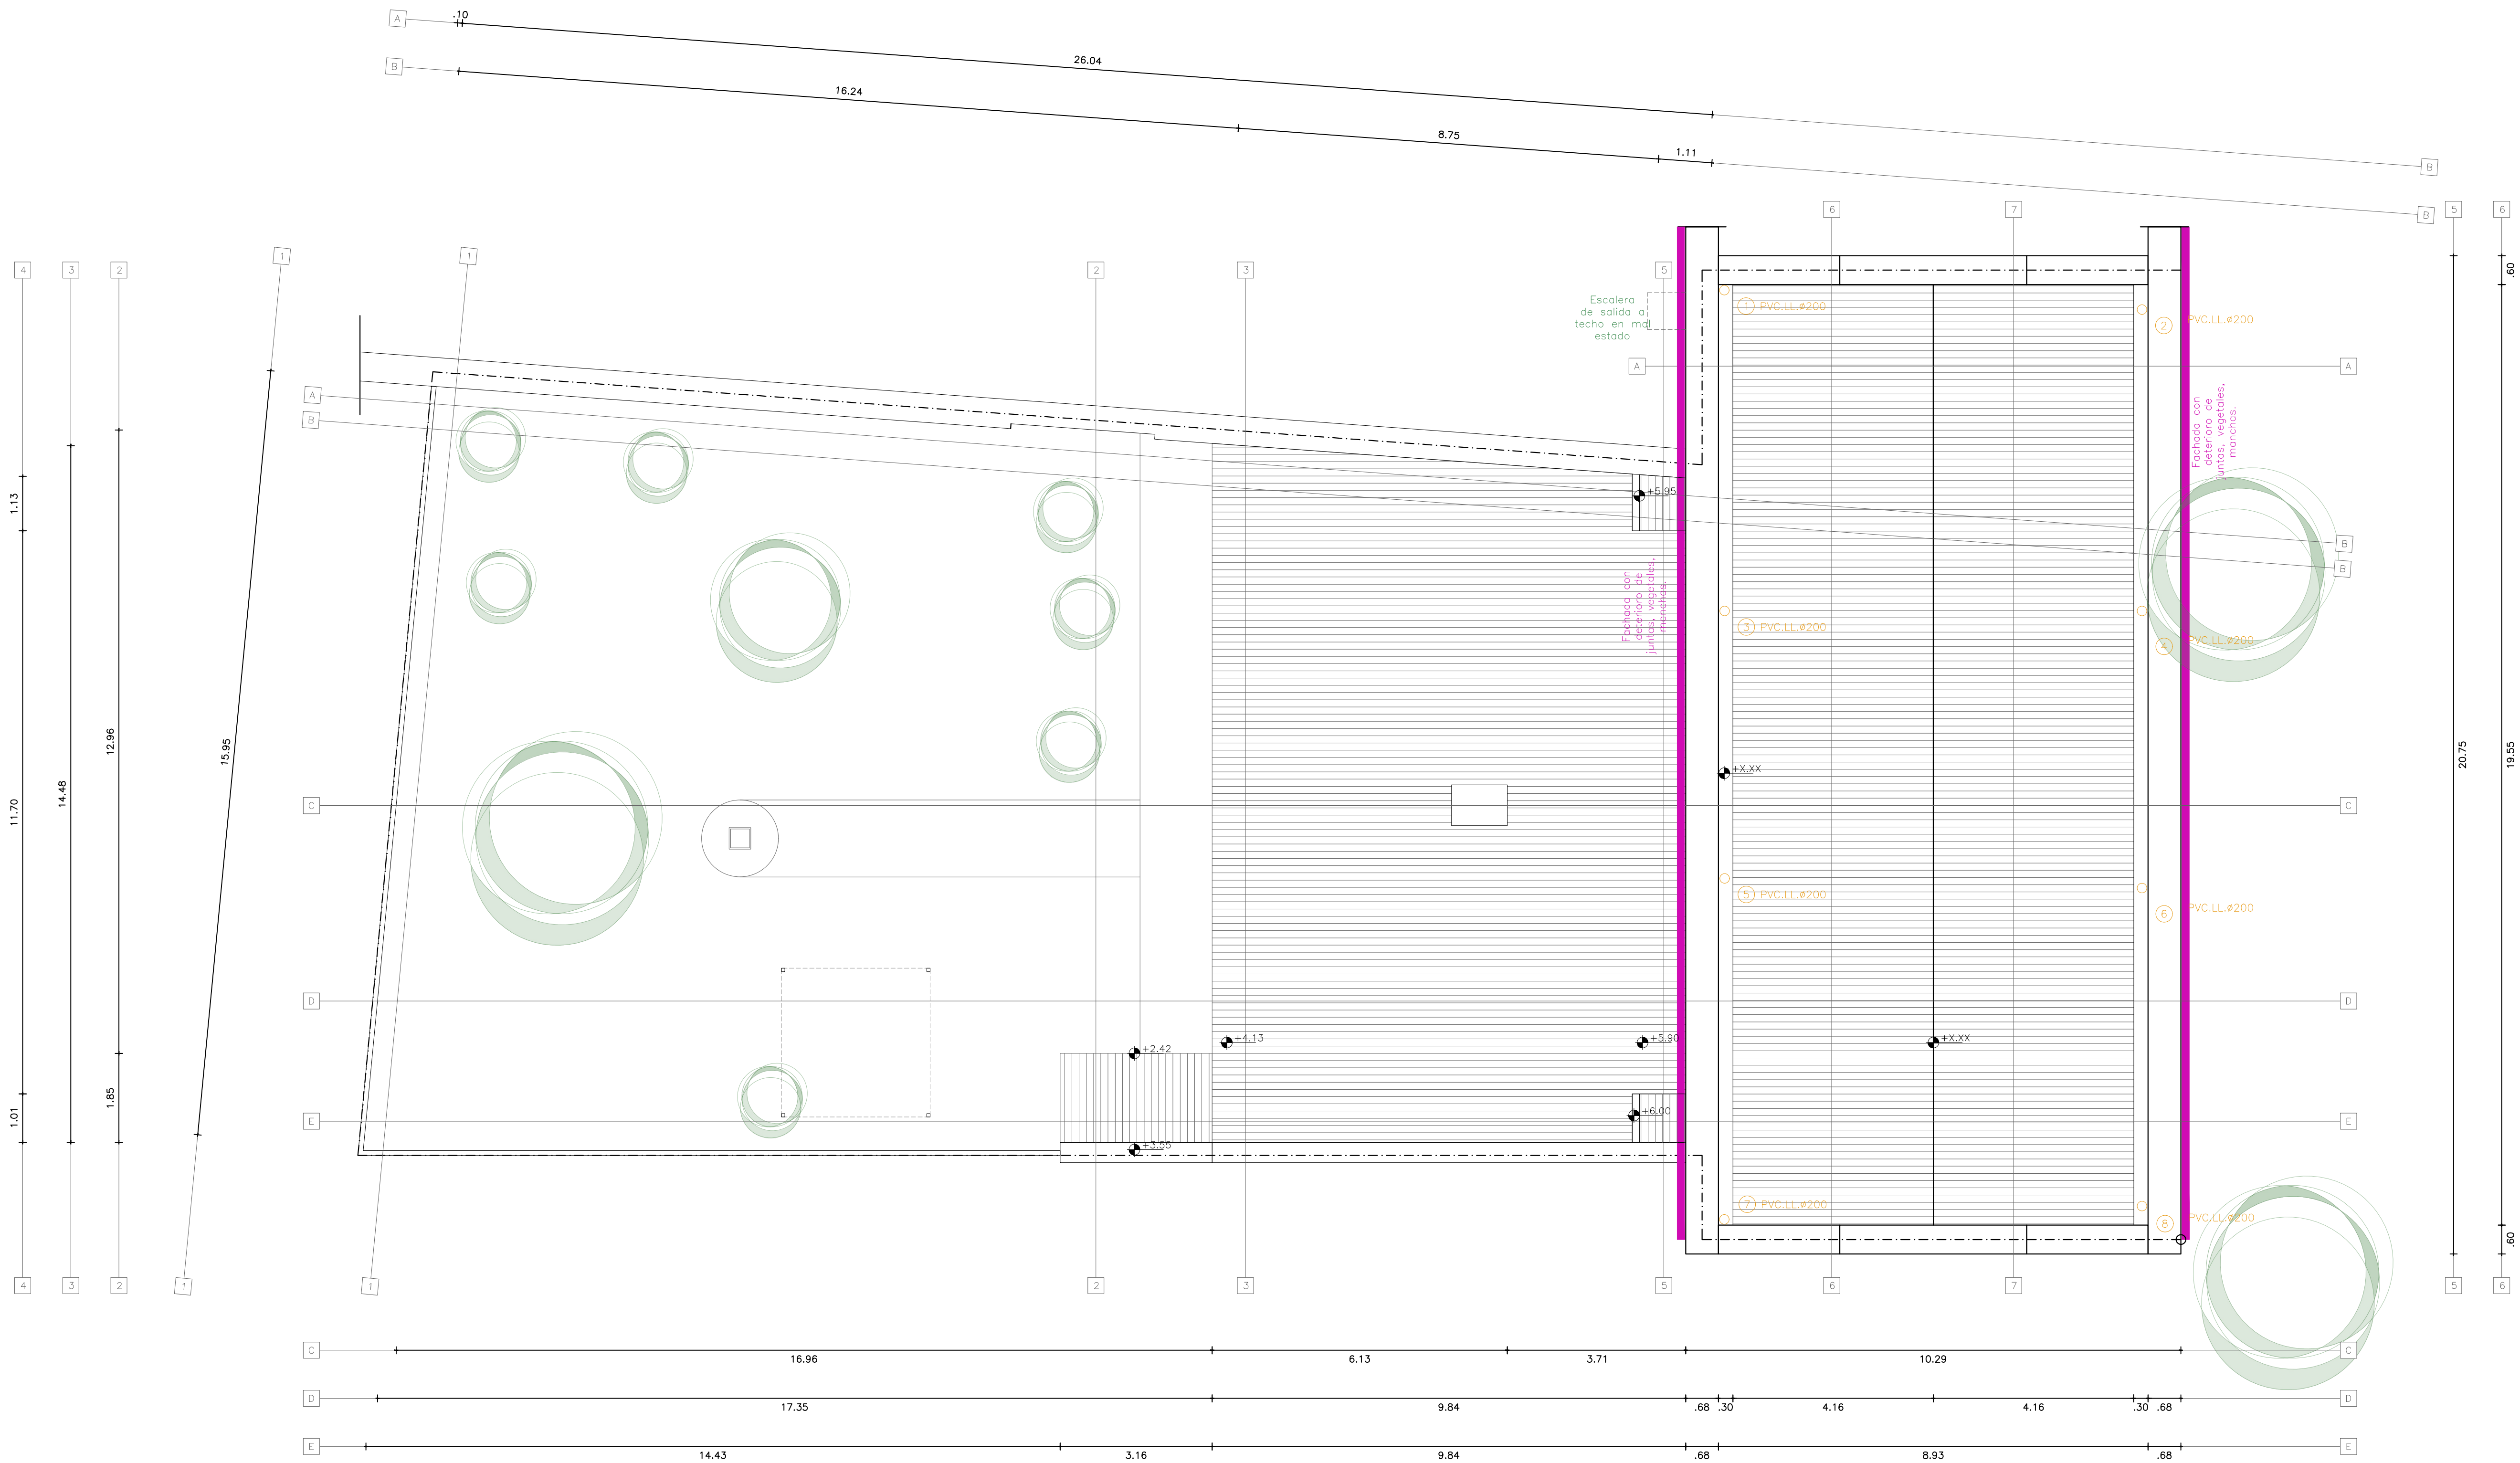 A
.10
26.04
B
B
16.24
8.75
1.11
B
4
3
2
1
1
2
3
5
6
7
5
6
.60
Escalera
de salida a
techo en mal
estado
1 PVC.LL.ø200
2 PVC.LL.ø200
A
A
A
B
Fachada con
deterioro de
juntas, vegetales,
manchas.
1.13
+5.95
B
B
Fachada con
deterioro de
juntas, vegetales,
manchas.
3 PVC.LL.ø200
4 PVC.LL.ø200
12.96
15.95
14.48
11.70
20.75
19.55
+X.XX
C
C
5 PVC.LL.ø200
6 PVC.LL.ø200
D
D
+2.42
+4.13
+5.90
+X.XX
1.85
1.01
E
+6.00
E
+3.55
7 PVC.LL.ø200
8 PVC.LL.ø200
.60
4
3
2
1
1
2
3
5
6
7
5
6
C
16.96
6.13
3.71
10.29
C
D
17.35
9.84
.68
.30
4.16
4.16
.30
.68
D
E
14.43
3.16
9.84
.68
8.93
.68
E